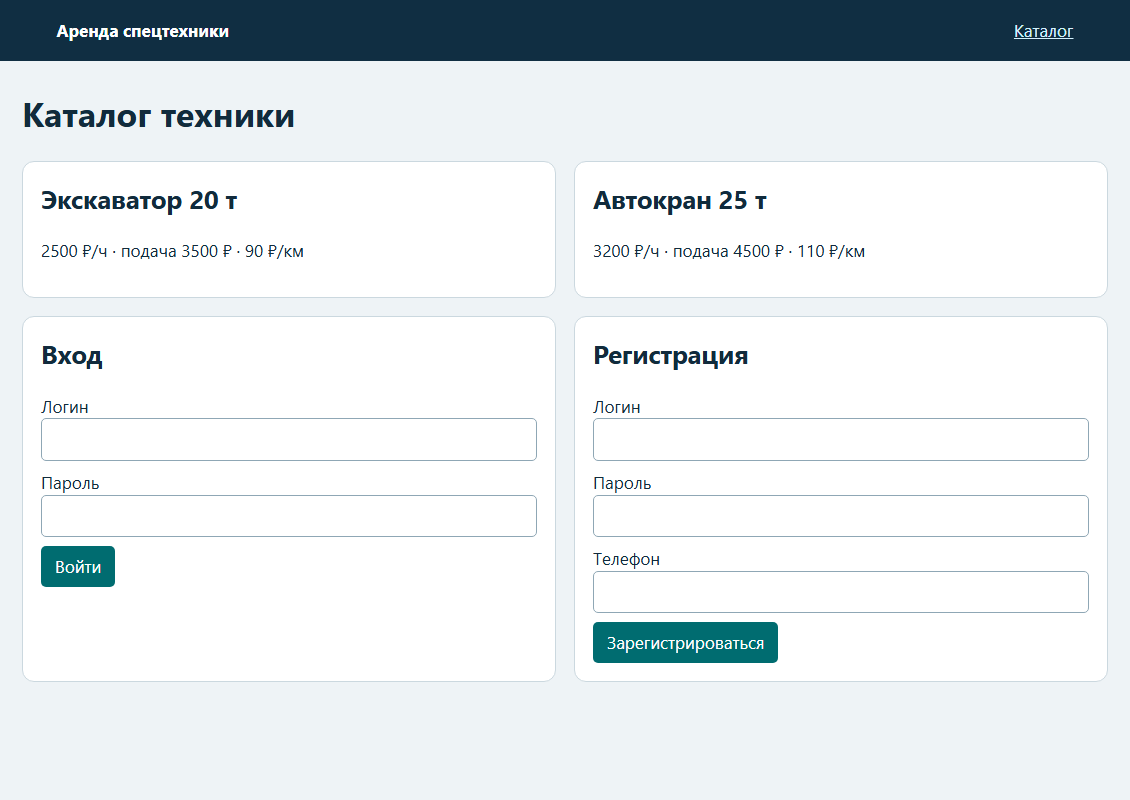 Аренда спецтехники
Каталог
Каталог техники
Экскаватор 20 т
2500 ₽/ч · подача 3500 ₽ · 90 ₽/км
Автокран 25 т
3200 ₽/ч · подача 4500 ₽ · 110 ₽/км
Вход
Логин
Пароль
Войти
Регистрация
Логин
Пароль
Телефон
Зарегистрироваться